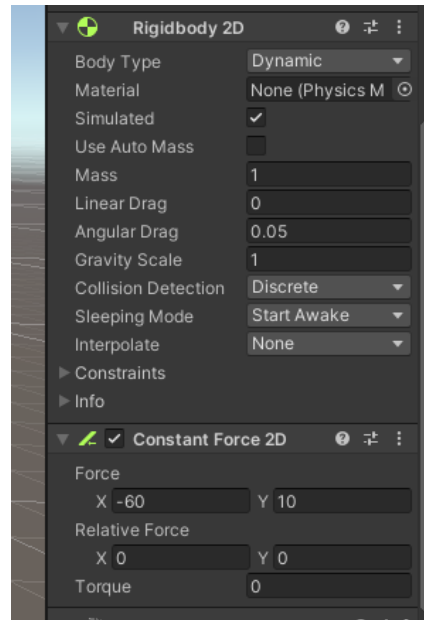 Rigidbody 2D
Body Type Dynamic
Material None (Physics M
Simulated
Use Auto Mass
Mass 1
Linear Drag 0
Angular Drag 0.05
Gravity Scale 1
Collision Detection Discrete
Sleeping Mode Start Awake
Interpolate None
Constraints
Info
Constant Force 2D
Force
X -60 Y 10
Relative Force
X 0 Y 0
Torque 0